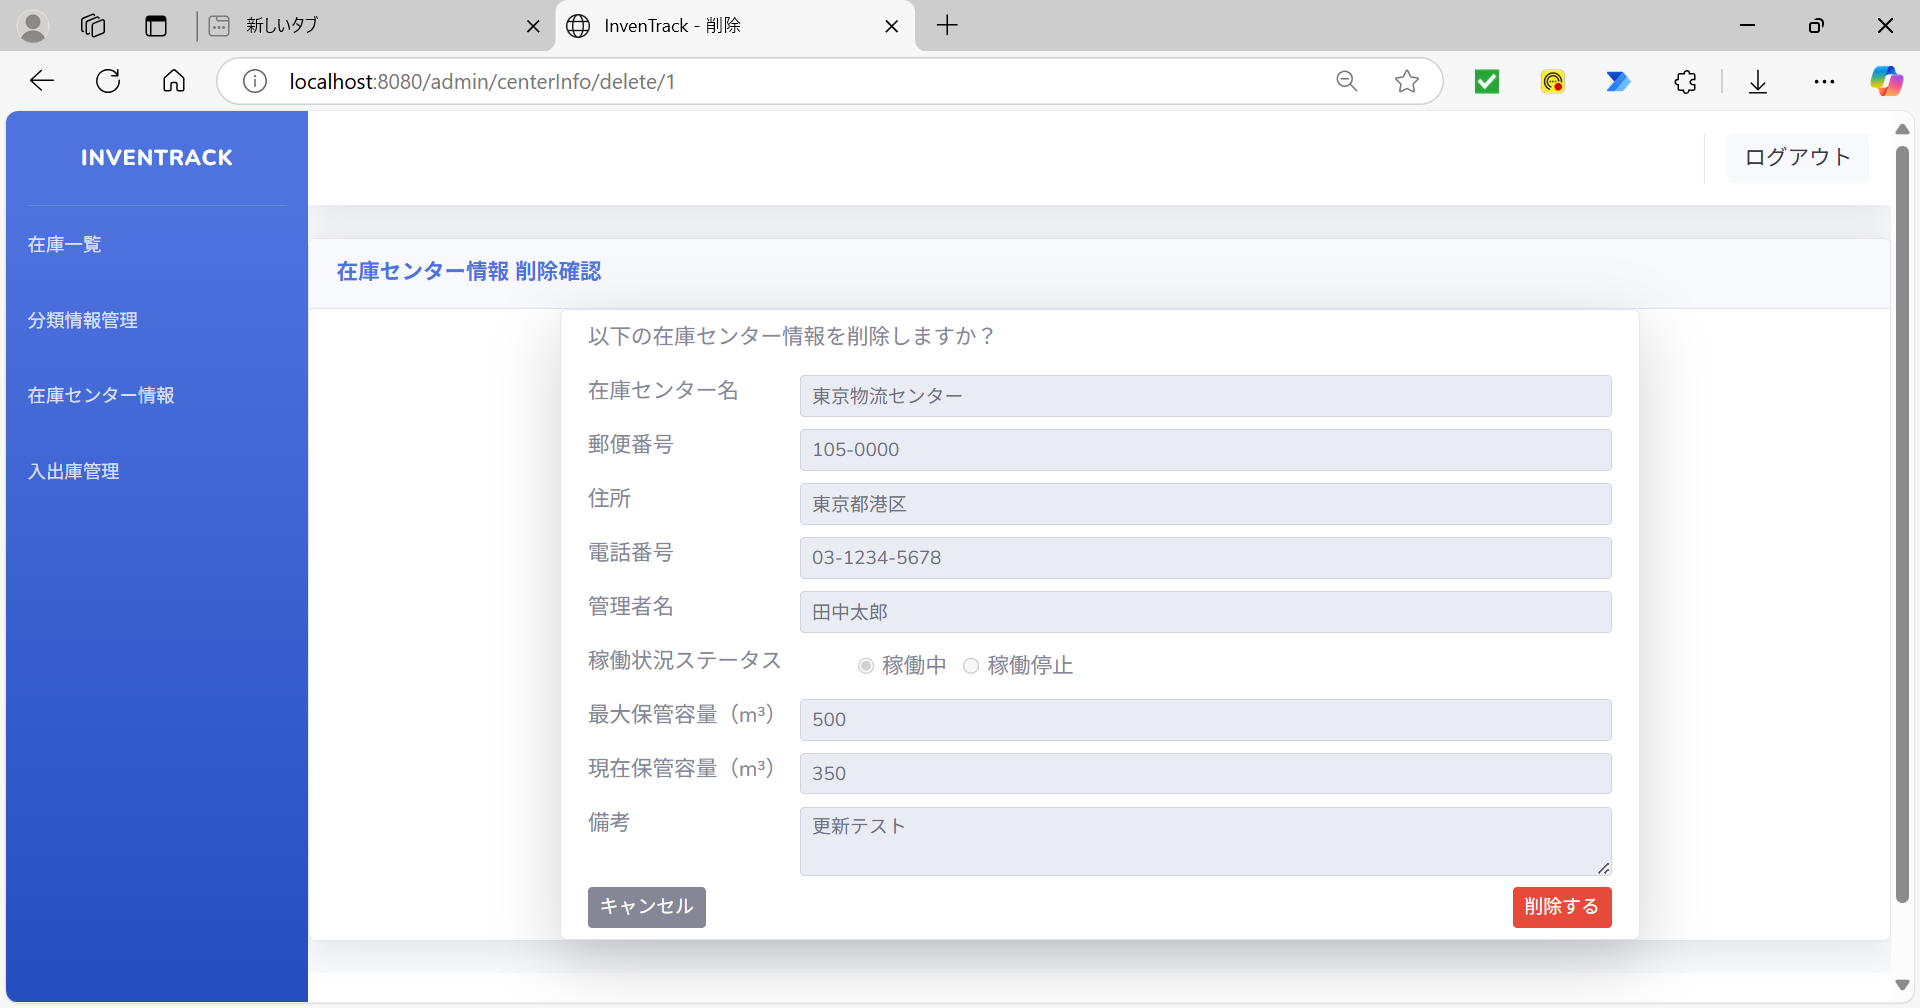 新しいタブ
InvenTrack - 削除
localhost:8080/admin/centerInfo/delete/1
INVENTRACK
ログアウト
在庫一覧
分類情報管理
在庫センター情報
入出庫管理
在庫センター情報 削除確認
以下の在庫センター情報を削除しますか？
在庫センター名
東京物流センター
郵便番号
105-0000
住所
東京都港区
電話番号
03-1234-5678
管理者名
田中太郎
稼働状況ステータス
稼働中 稼働停止
最大保管容量（m³）
500
現在保管容量（m³）
350
備考
更新テスト
キャンセル
削除する